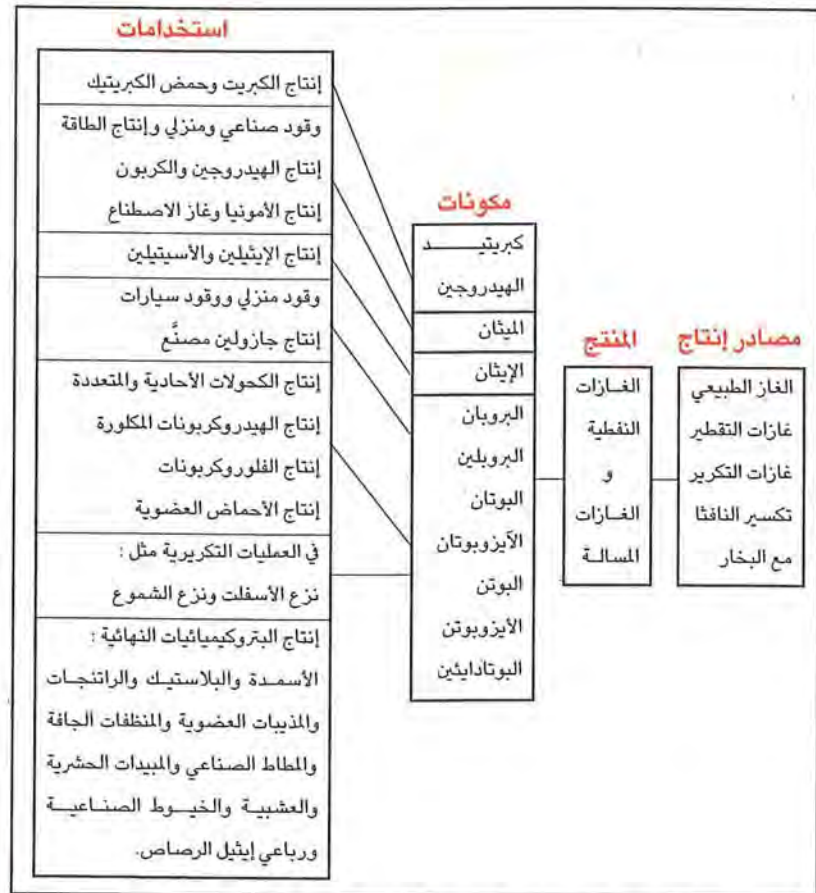 مصادر إنتاج
الغاز الطبيعي
غازات التقطير
غازات التكرير
تكسير النافثا
مع البخار
المنتج
الغازات
النفطية
و
الغازات
المسالة
مكونات
كبريتيد
الهيدروجين
الميثان
الإيثان
البروبان
البروبلين
البوتان
الآيزوبوتان
البوتن
الأيزوبوتن
البوتادايئين
استخدامات
إنتاج الكبريت وحمض الكبريتيك
وقود صناعي ومنزلي وإنتاج الطاقة
إنتاج الهيدروجين والكربون
إنتاج الأمونيا وغاز الاصطناع
إنتاج الإيثيلين والأسيتيلين
وقود منزلي ووقود سيارات
إنتاج جازولين مصنَّع
إنتاج الكحولات الأحادية والمتعددة
إنتاج الهيدروكربونات المكلورة
إنتاج الفلوروكربونات
إنتاج الأحماض العضوية
في العمليات التكريرية مثل :
نزع الأسفلت ونزع الشموع
إنتاج البتروكيميائيات النهائية :
الأسمدة والبلاستيك والراتنجات
والمذيبات العضوية والمنظفات الجافة
والمطاط الصناعي والمبيدات الحشرية
والعشبية والخيوط الصناعية
ورباعي إيثيل الرصاص.